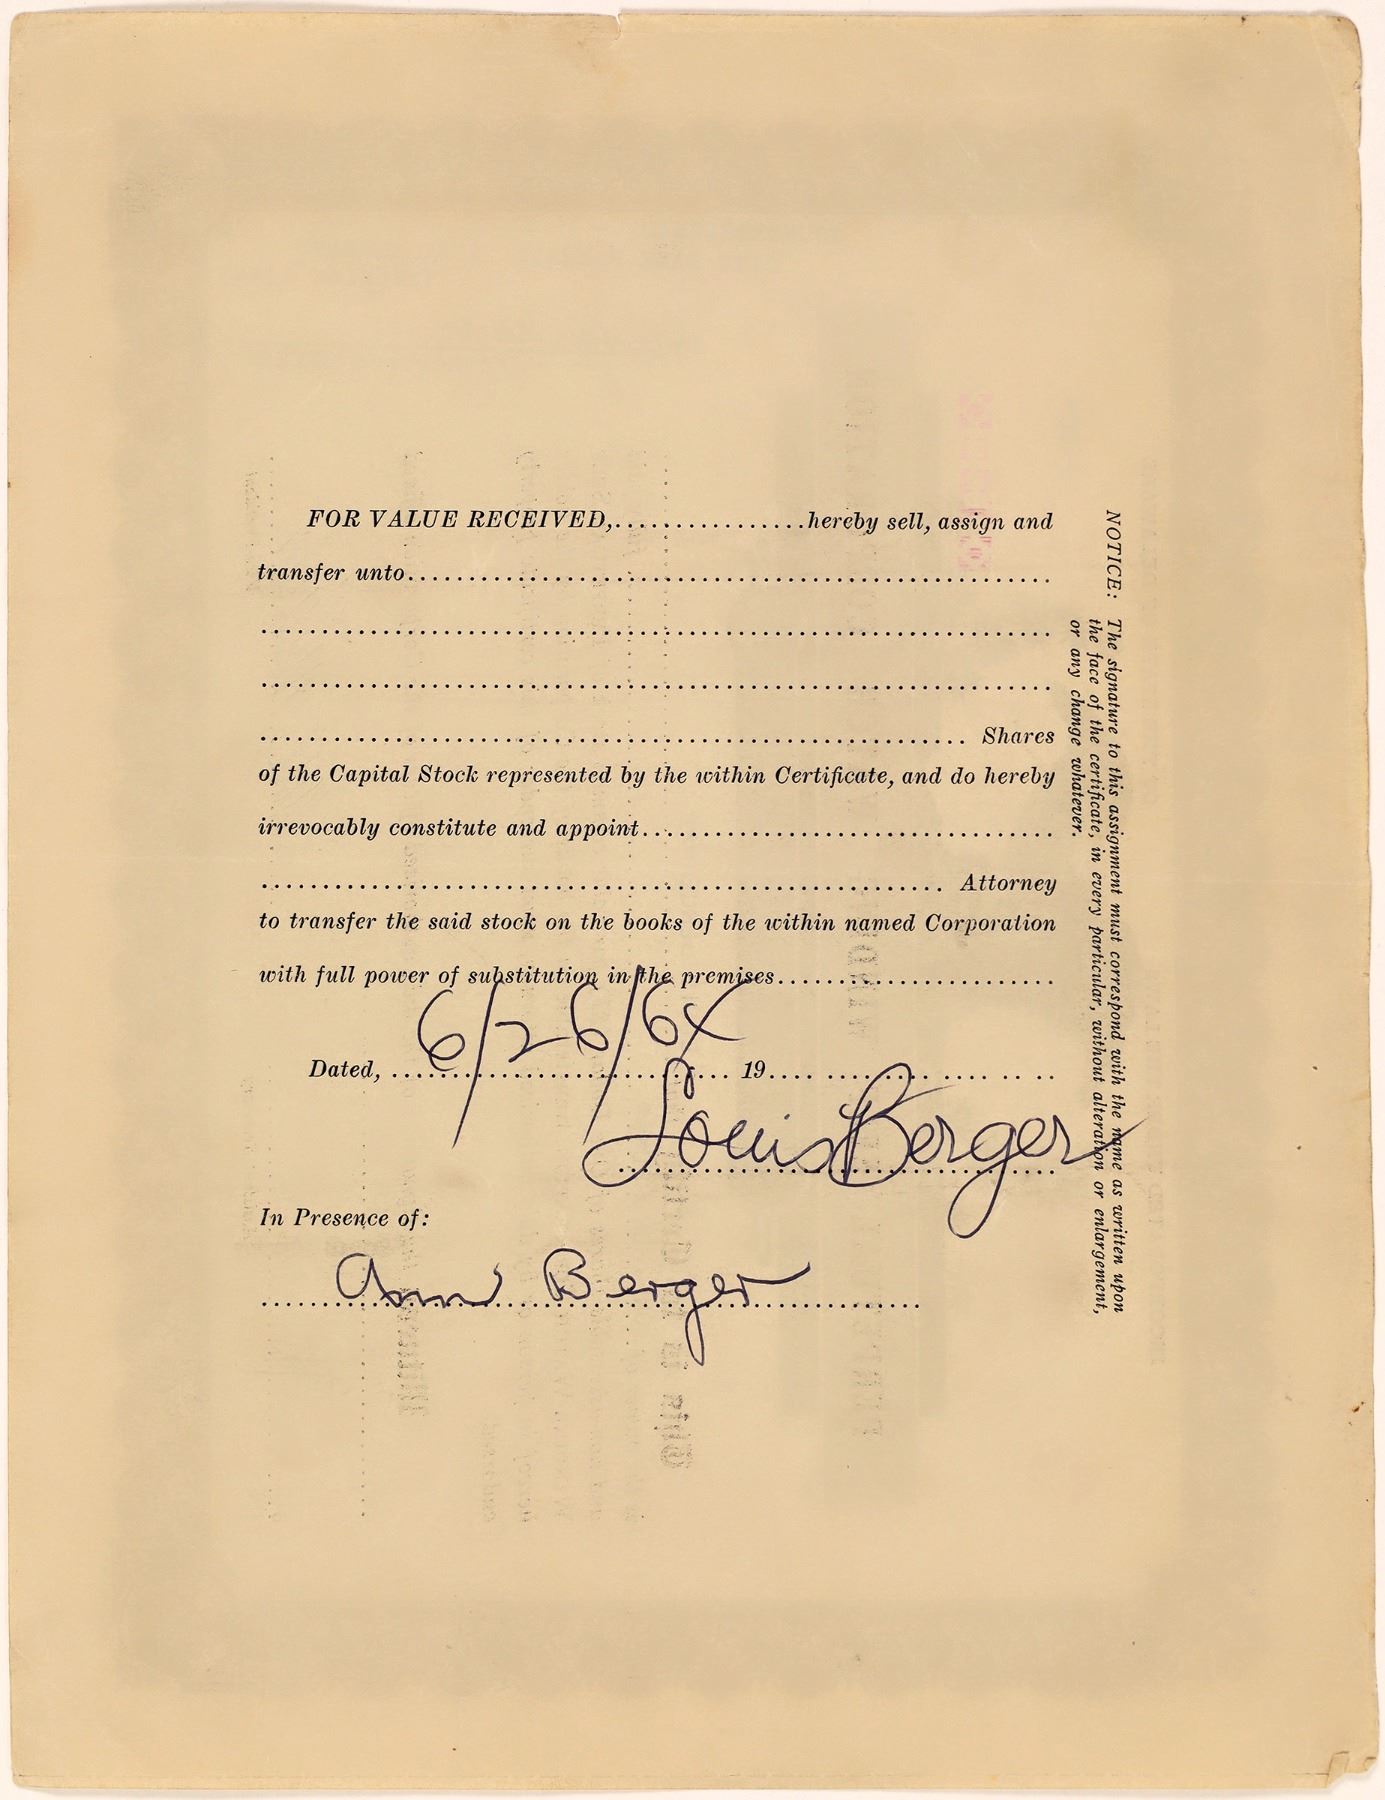 FOR VALUE RECEIVED,................hereby sell, assign and
transfer unto......................................................
..................................................................
..................................................................
........................................................... Shares
of the Capital Stock represented by the within Certificate, and do hereby
irrevocably constitute and appoint..................................
......................................................... Attorney
to transfer the said stock on the books of the within named Corporation
with full power of substitution in the premises.......................
6/26/64
Dated, ............................ 19.... ......... .... .. ..
Louis Berger
In Presence of:
Ann Berger
NOTICE: The signature to this assignment must correspond with the name as written upon
the face of the certificate, in every particular, without alteration or enlargement,
or any change whatever.